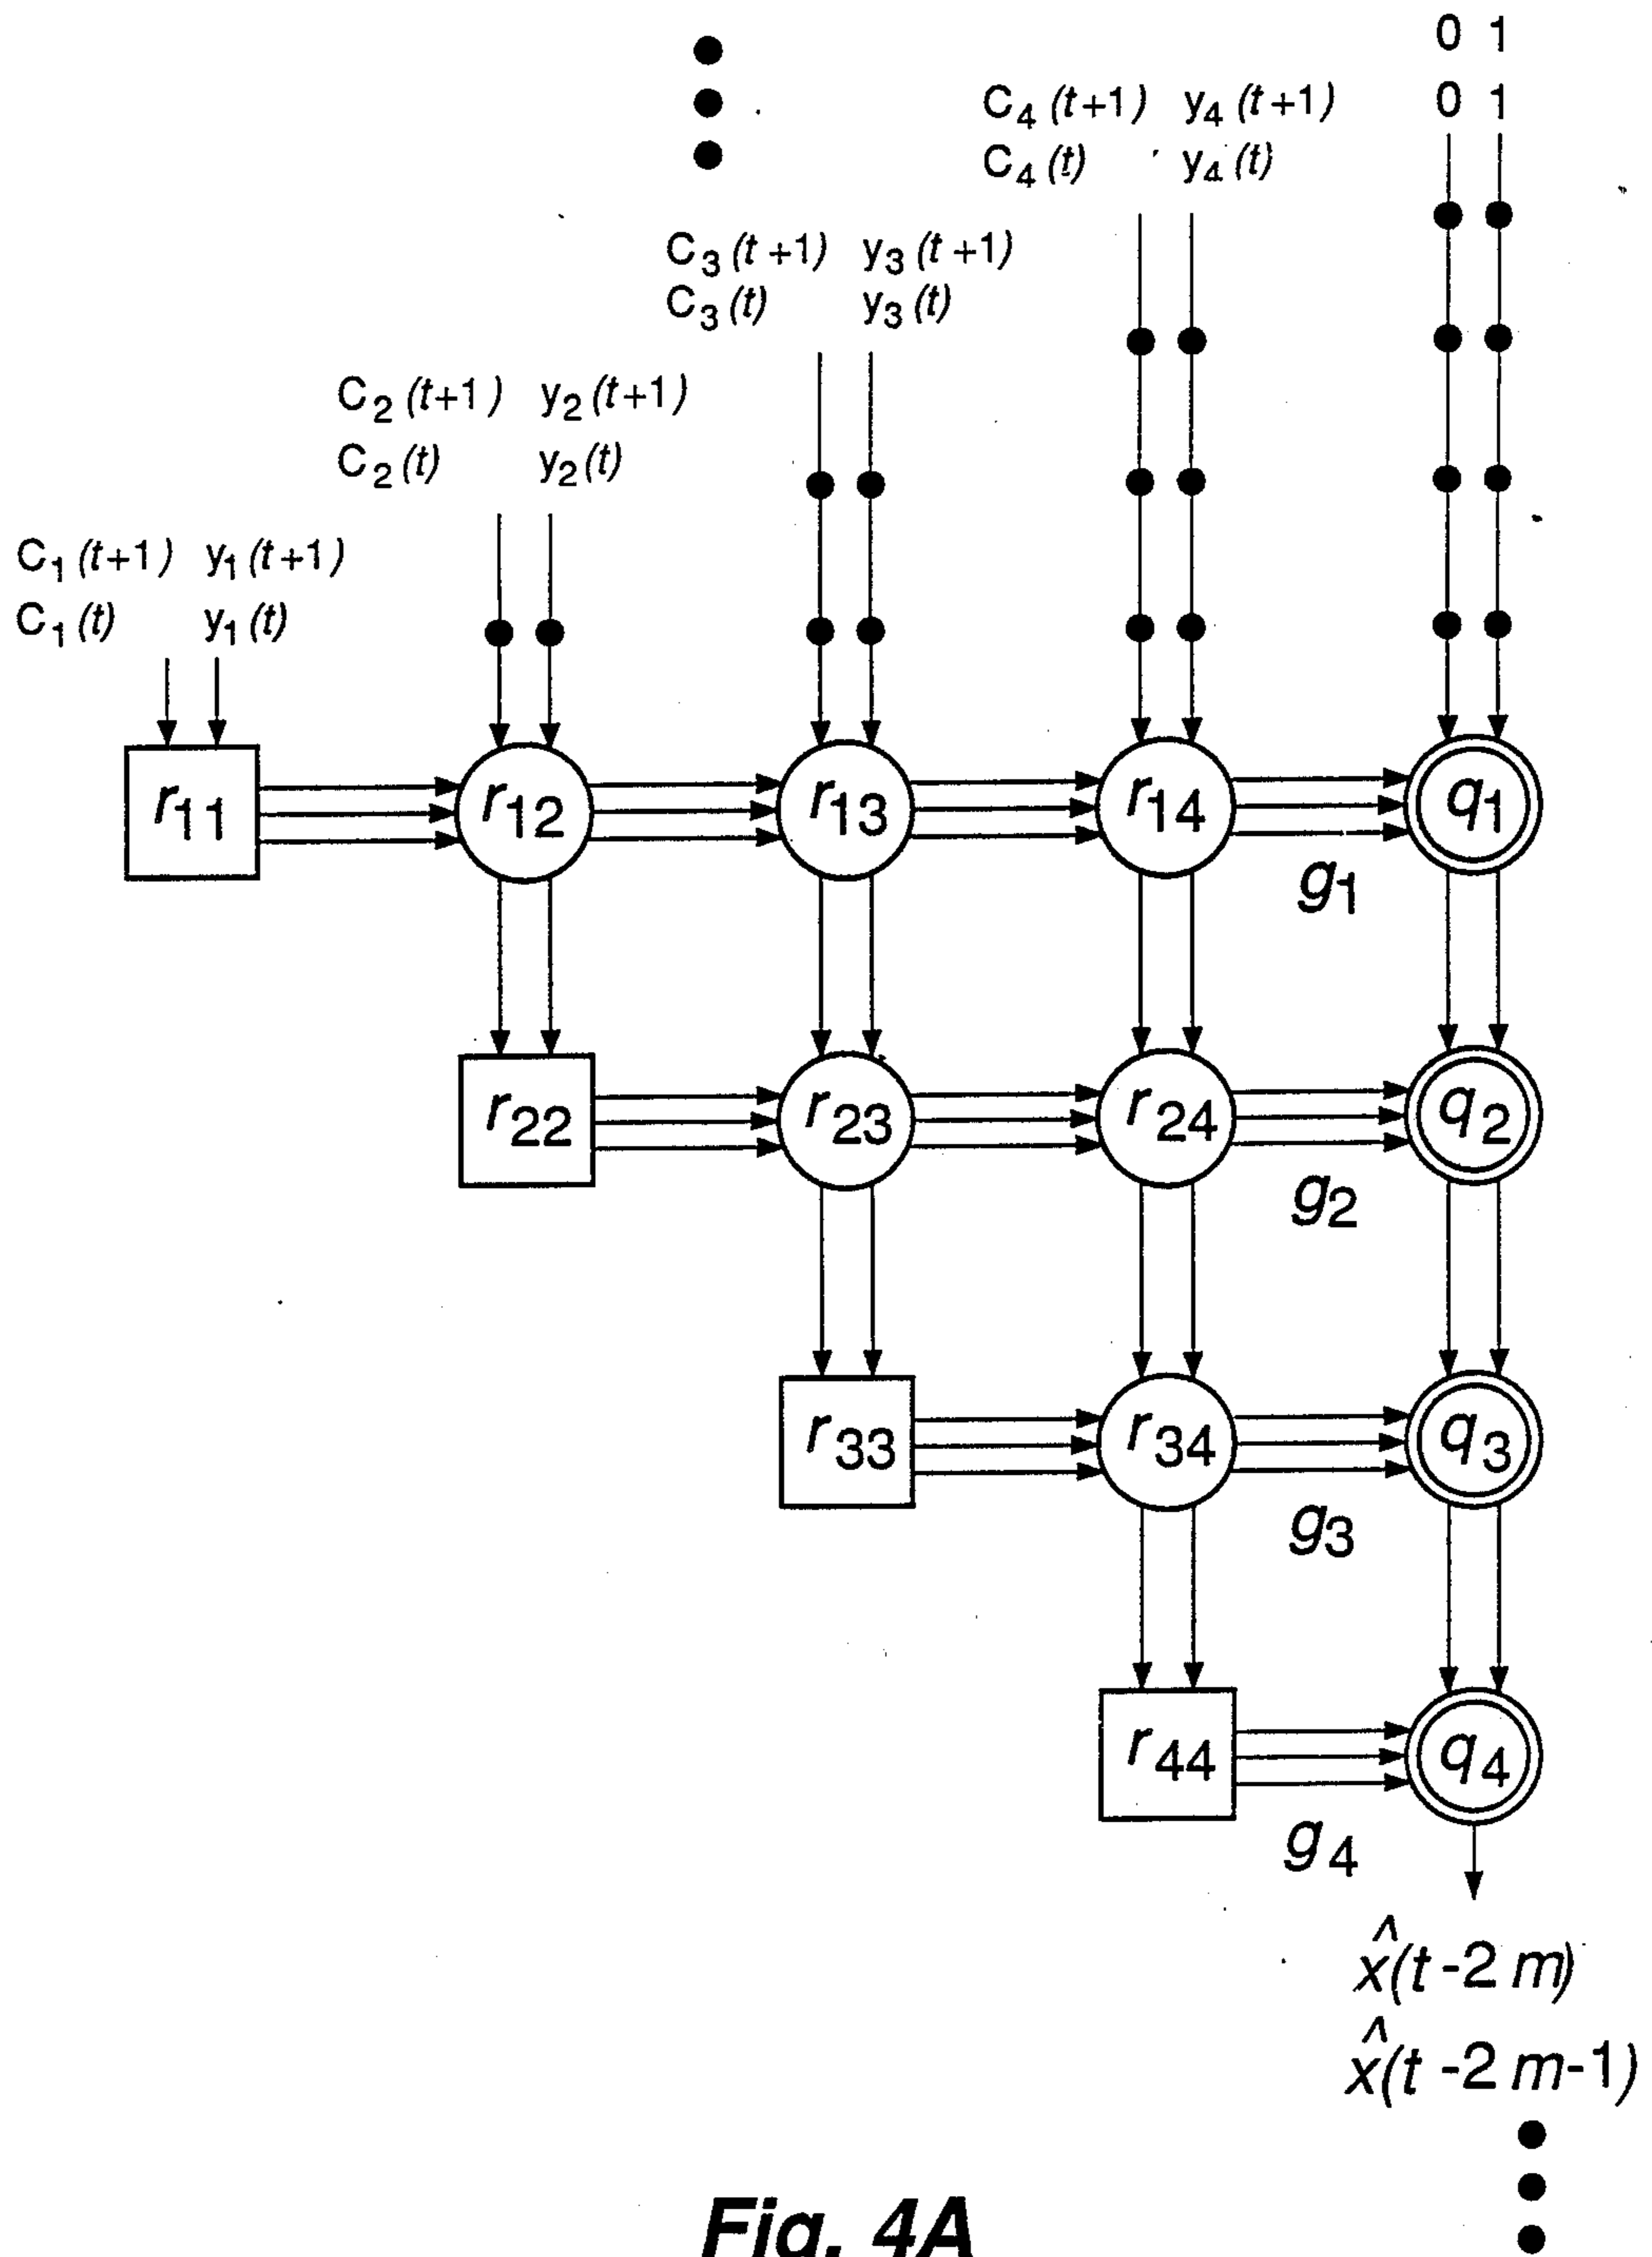 0 1
0 1
C4 (t+1) y4 (t+1)
C4 (t) y4 (t)
C3 (t+1) y3 (t+1)
C3 (t) y3 (t)
C2 (t+1) y2 (t+1)
C2 (t) y2 (t)
C1 (t+1) y1 (t+1)
C1 (t) y1 (t)
r11 r12 r13 r14 q1
g1
r22 r23 r24 q2
g2
r33 r34 q3
g3
r44 q4
g4
x̂(t-2m)
x̂(t-2m-1)
Fig. 4A